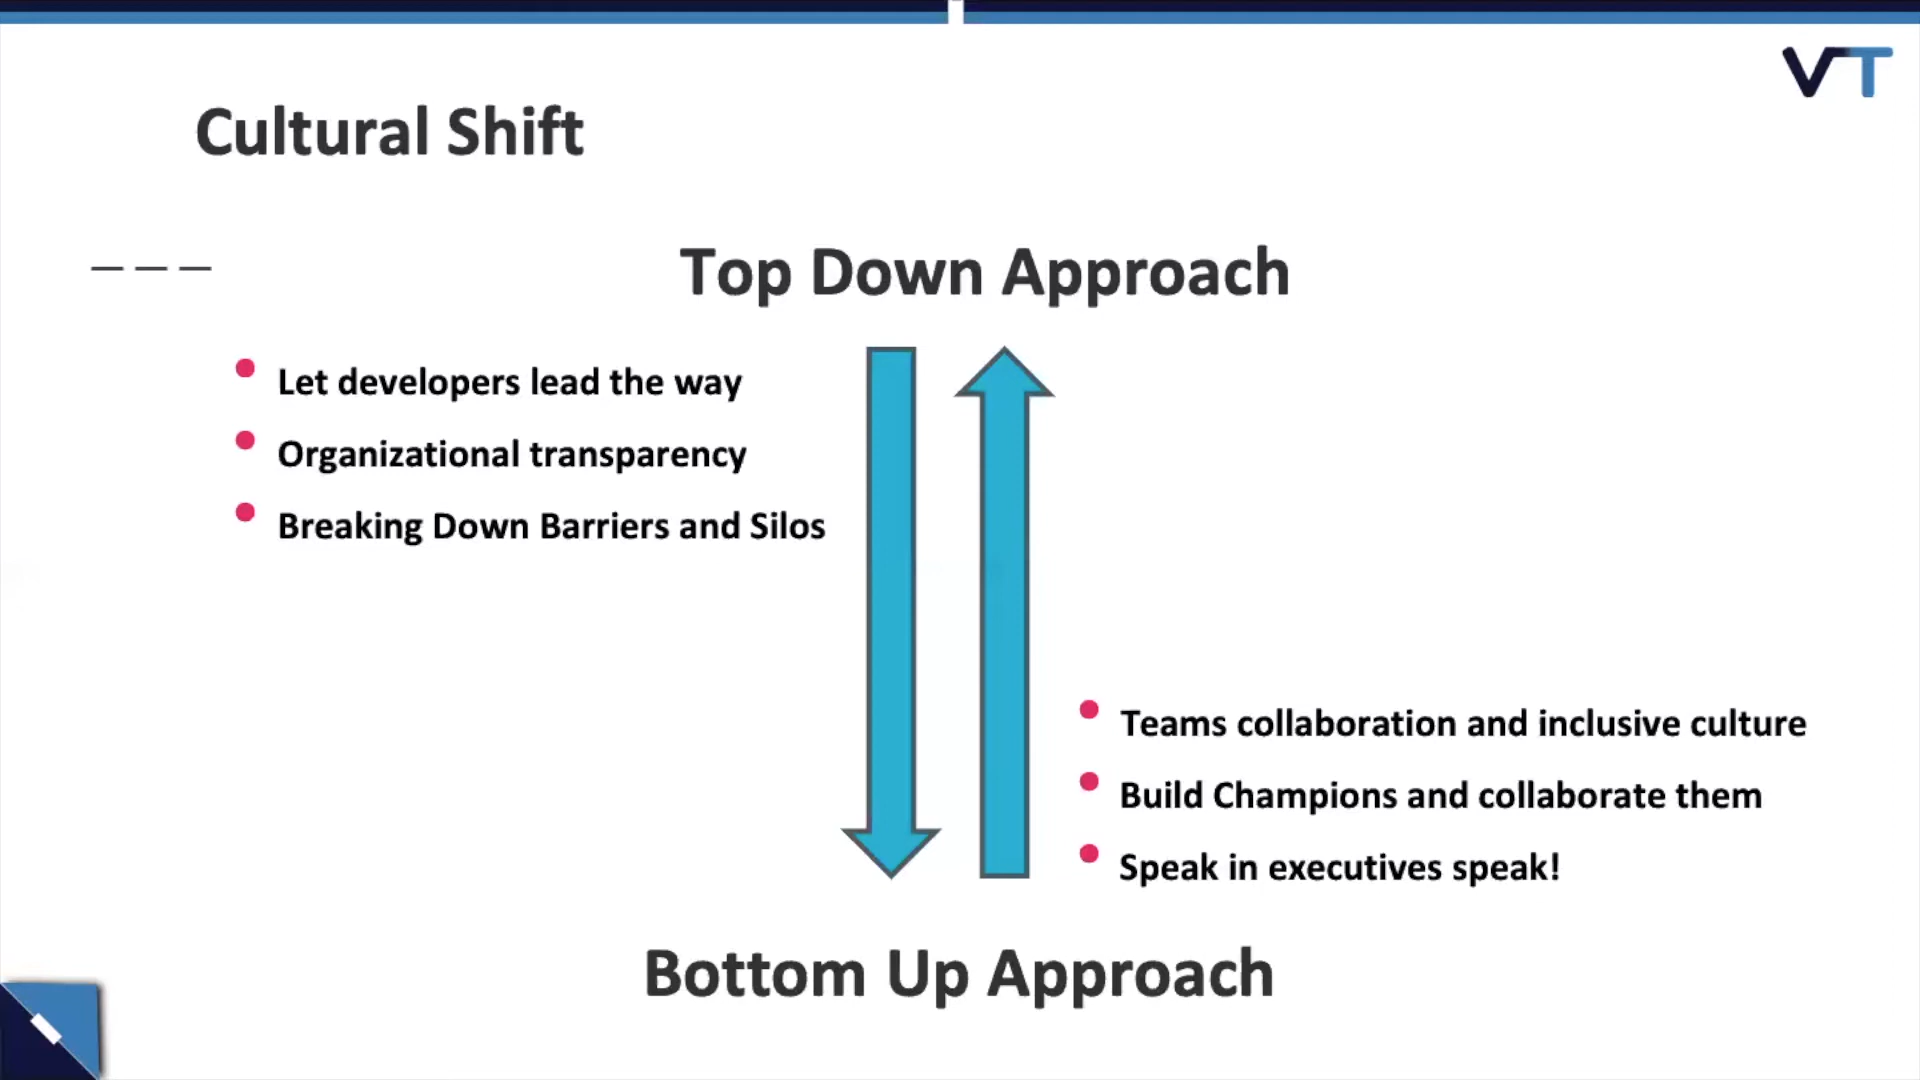 VT
Cultural Shift
Top Down Approach
Let developers lead the way
Organizational transparency
Breaking Down Barriers and Silos
Teams collaboration and inclusive culture
Build Champions and collaborate them
Speak in executives speak!
Bottom Up Approach